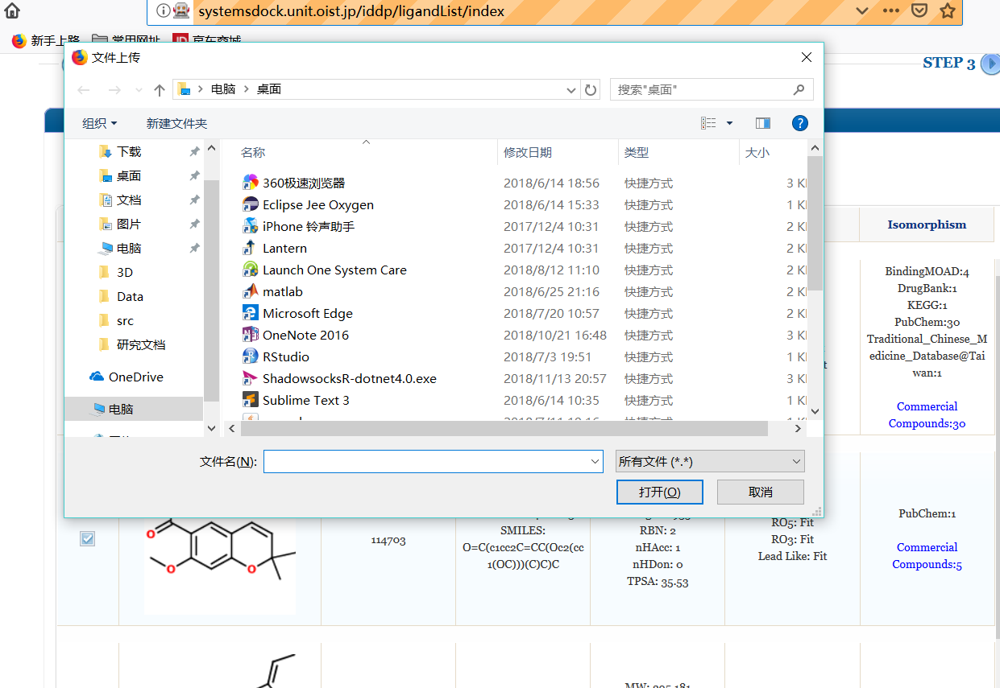 systemsdock.unit.oist.jp/iddp/ligandList/index
新手上路 常用网址 JD 京东商城
文件上传
STEP 3
电脑 > 桌面
搜索"桌面"
组织 新建文件夹
下载
桌面
文档
图片
电脑
3D
Data
src
研究文档
OneDrive
电脑
名称 修改日期 类型 大小
360极速浏览器 2018/6/14 18:56 快捷方式 3 K
Eclipse Jee Oxygen 2018/6/14 15:33 快捷方式 1 K
iPhone 铃声助手 2017/12/4 10:31 快捷方式 2 K
Lantern 2017/12/4 10:31 快捷方式 2 K
Launch One System Care 2018/8/12 11:10 快捷方式 2 K
matlab 2018/6/25 21:16 快捷方式 2 K
Microsoft Edge 2018/7/20 10:57 快捷方式 2 K
OneNote 2016 2018/10/21 16:48 快捷方式 3 K
RStudio 2018/7/3 19:51 快捷方式 1 K
ShadowsocksR-dotnet4.0.exe 2018/11/13 20:57 快捷方式 3 K
Sublime Text 3 2018/6/14 10:35 快捷方式 1 K
文件名(N):
所有文件 (*.*)
打开(O) 取消
Isomorphism
BindingMOAD:4
DrugBank:1
KEGG:1
PubChem:30
Traditional_Chinese_M
edicine_Database@Tai
wan:1
Commercial
Compounds:30
O
O
O
114703
SMILES:
O=C(c1cc2C=CC(Oc2(cc
1(OC)))(C)C)C
RBN: 2
nHAcc: 1
nHDon: 0
TPSA: 35.53
RO5: Fit
RO3: Fit
Lead Like: Fit
PubChem:1
Commercial
Compounds:5